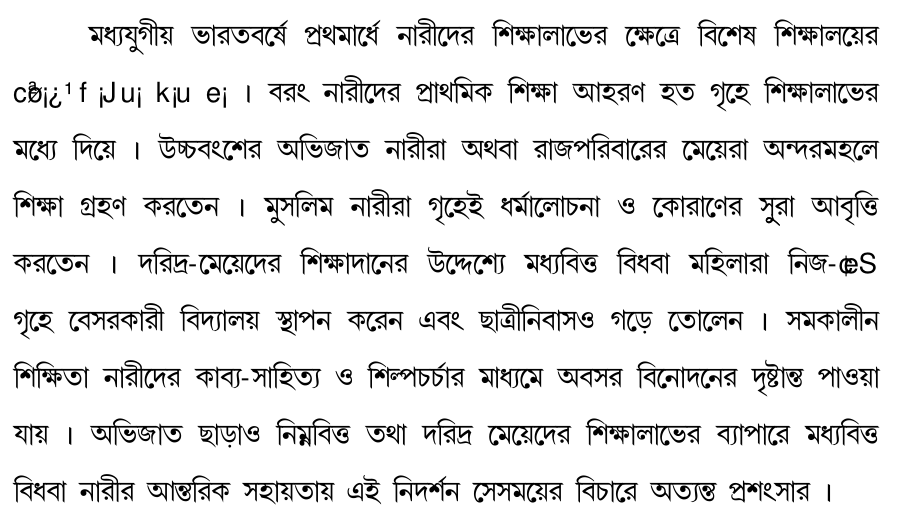 মধ্যযুগীয় ভারতবর্ষে প্রথমার্ধে নারীদের শিক্ষালাভের ক্ষেত্রে বিশেষ শিক্ষালয়ের
। বরং নারীদের প্রাথমিক শিক্ষা আহরণ হত গৃহে শিক্ষালাভের
মধ্যে দিয়ে । উচ্চবংশের অভিজাত নারীরা অথবা রাজপরিবারের মেয়েরা অন্দরমহলে
শিক্ষা গ্রহণ করতেন । মুসলিম নারীরা গৃহেই ধর্মালোচনা ও কোরাণের সুরা আবৃত্তি
করতেন । দরিদ্র-মেয়েদের শিক্ষাদানের উদ্দেশ্যে মধ্যবিত্ত বিধবা মহিলারা নিজ-
গৃহে বেসরকারী বিদ্যালয় স্থাপন করেন এবং ছাত্রীনিবাসও গড়ে তোলেন । সমকালীন
শিক্ষিতা নারীদের কাব্য-সাহিত্য ও শিল্পচর্চার মাধ্যমে অবসর বিনোদনের দৃষ্টান্ত পাওয়া
যায় । অভিজাত ছাড়াও নিম্নবিত্ত তথা দরিদ্র মেয়েদের শিক্ষালাভের ব্যাপারে মধ্যবিত্ত
বিধবা নারীর আন্তরিক সহায়তায় এই নিদর্শন সেসময়ের বিচারে অত্যন্ত প্রশংসার ।